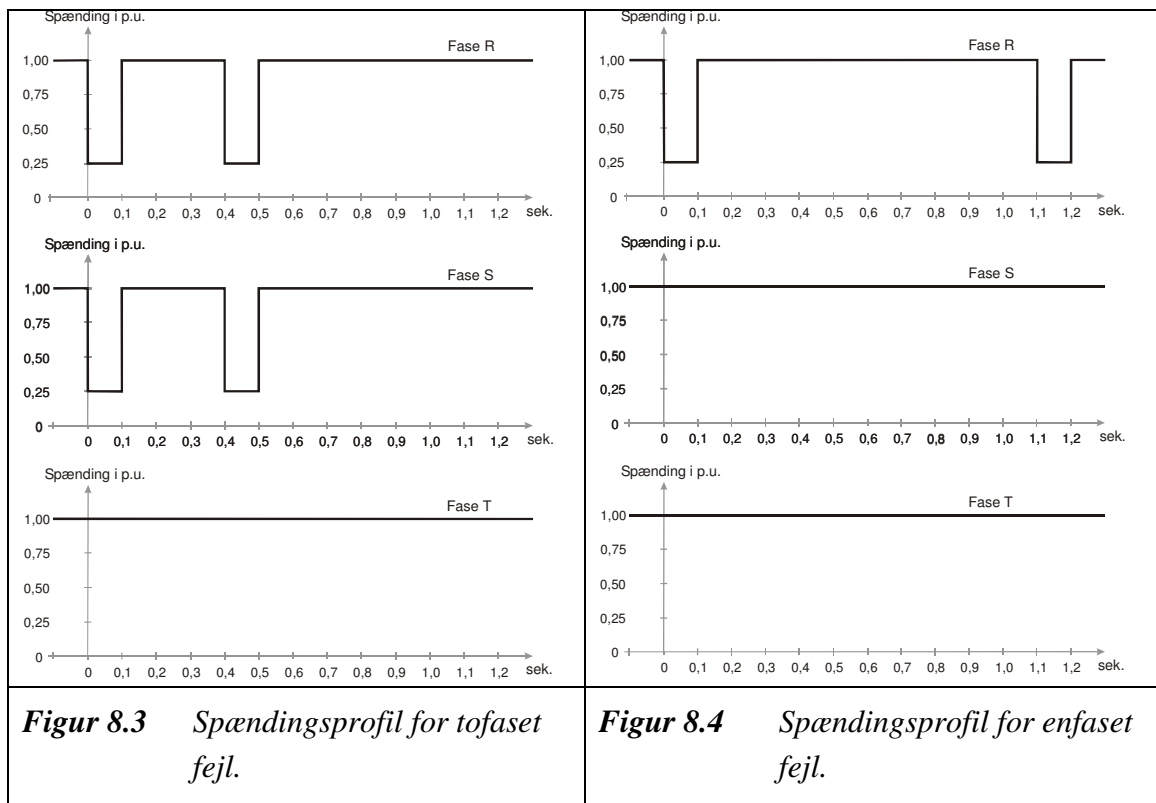 Spænding i p.u.
Fase R
1,00
0,75
0,50
0,25
0
0 0,1 0,2 0,3 0,4 0,5 0,6 0,7 0,8 0,9 1,0 1,1 1,2 sek.
Spænding i p.u.
Fase S
1,00
0,75
0,50
0,25
0
0 0,1 0,2 0,3 0,4 0,5 0,6 0,7 0,8 0,9 1,0 1,1 1,2 sek.
Spænding i p.u.
Fase T
1,00
0,75
0,50
0,25
0
0 0,1 0,2 0,3 0,4 0,5 0,6 0,7 0,8 0,9 1,0 1,1 1,2 sek.
Figur 8.3 Spændingsprofil for tofaset
fejl.
Spænding i p.u.
Fase R
1,00
0,75
0,50
0,25
0
0 0,1 0,2 0,3 0,4 0,5 0,6 0,7 0,8 0,9 1,0 1,1 1,2 sek.
Spænding i p.u.
Fase S
1,00
0,75
0,50
0,25
0
0 0,1 0,2 0,3 0,4 0,5 0,6 0,7 0,8 0,9 1,0 1,1 1,2 sek.
Spænding i p.u.
Fase T
1,00
0,75
0,50
0,25
0
0 0,1 0,2 0,3 0,4 0,5 0,6 0,7 0,8 0,9 1,0 1,1 1,2 sek.
Figur 8.4 Spændingsprofil for enfaset
fejl.